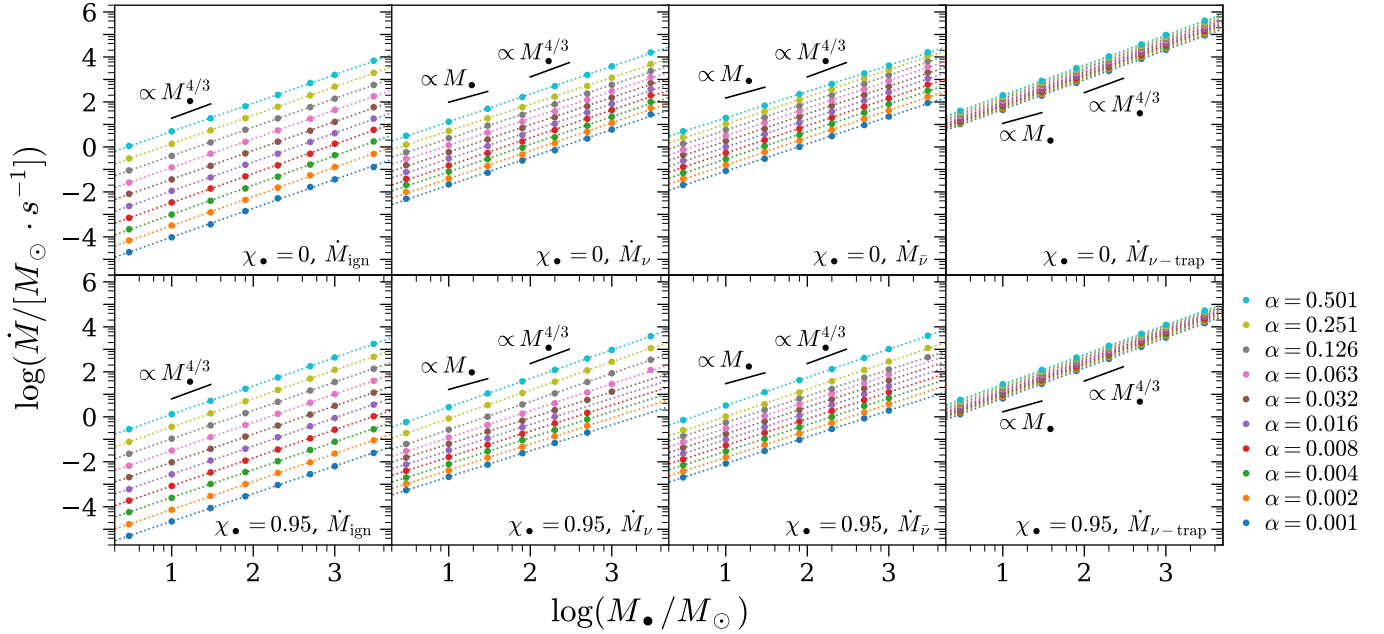 log(Ṁ/[M⊙ · s⁻¹])
6
4
2
0
−2
−4
∝M^4/3
χ• = 0, Ṁign
∝M
∝M^4/3
χ• = 0, Ṁν
∝M
∝M^4/3
χ• = 0, Ṁν̄
∝M
∝M^4/3
χ• = 0, Ṁν−trap
6
4
2
0
−2
−4
∝M^4/3
χ• = 0.95, Ṁign
∝M
∝M^4/3
χ• = 0.95, Ṁν
∝M
∝M^4/3
χ• = 0.95, Ṁν̄
∝M
∝M^4/3
χ• = 0.95, Ṁν−trap
1 2 3 1 2 3 1 2 3 1 2 3
log(M•/M⊙)
α = 0.501
α = 0.251
α = 0.126
α = 0.063
α = 0.032
α = 0.016
α = 0.008
α = 0.004
α = 0.002
α = 0.001